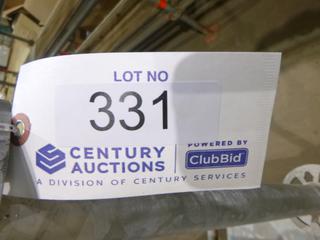 LOT NO
331
CENTURY AUCTIONS
POWERED BY
ClubBid
A DIVISION OF CENTURY SERVICES